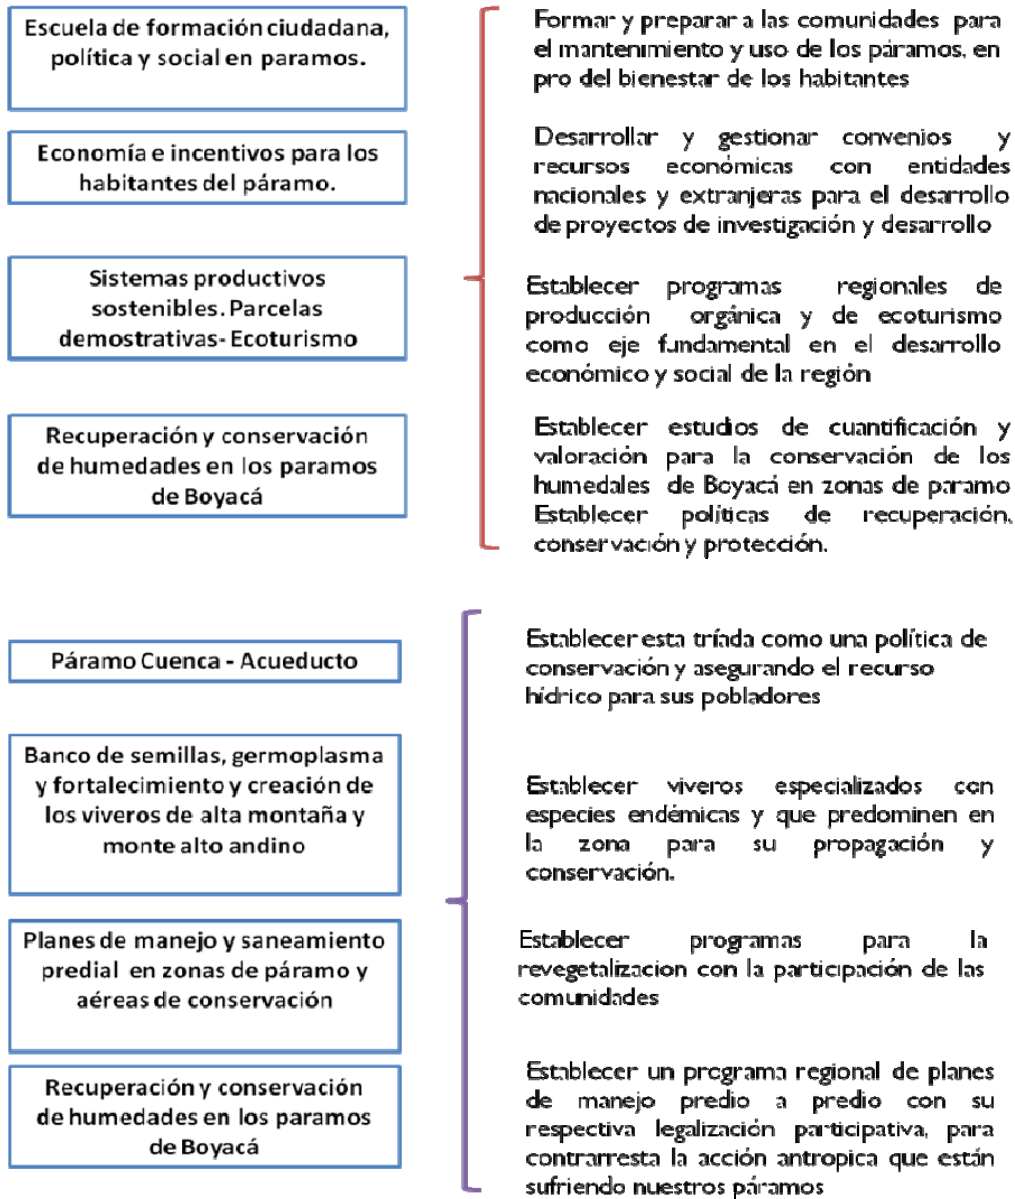 Escuela de formación ciudadana,
política y social en paramos.
Formar y preparar a las comunidades para
el mantenimiento y uso de los páramos, en
pro del bienestar de los habitantes
Economía e incentivos para los
habitantes del páramo.
Desarrollar y gestionar convenios y
recursos económicas con entidades
nacionales y extranjeras para el desarrollo
de proyectos de investigación y desarrollo
Sistemas productivos
sostenibles. Parcelas
demostrativas- Ecoturismo
Establecer programas regionales de
producción orgánica y de ecoturismo
como eje fundamental en el desarrollo
económico y social de la región
Recuperación y conservación
de humedades en los paramos
de Boyacá
Establecer estudios de cuantificación y
valoración para la conservación de los
humedales de Boyacá en zonas de paramo
Establecer políticas de recuperación,
conservación y protección.
Páramo Cuenca - Acueducto
Establecer esta tríada como una política de
conservación y asegurando el recurso
hídrico para sus pobladores
Banco de semillas, germoplasma
y fortalecimiento y creación de
los viveros de alta montaña y
monte alto andino
Establecer viveros especializados con
especies endémicas y que predominen en
la zona para su propagación y
conservación.
Planes de manejo y saneamiento
predial en zonas de páramo y
aéreas de conservación
Establecer programas para la
revegetalizacion con la participación de las
comunidades
Recuperación y conservación
de humedades en los paramos
de Boyacá
Establecer un programa regional de planes
de manejo predio a predio con su
respectiva legalización participativa, para
contrarresta la acción antropica que están
sufriendo nuestros páramos